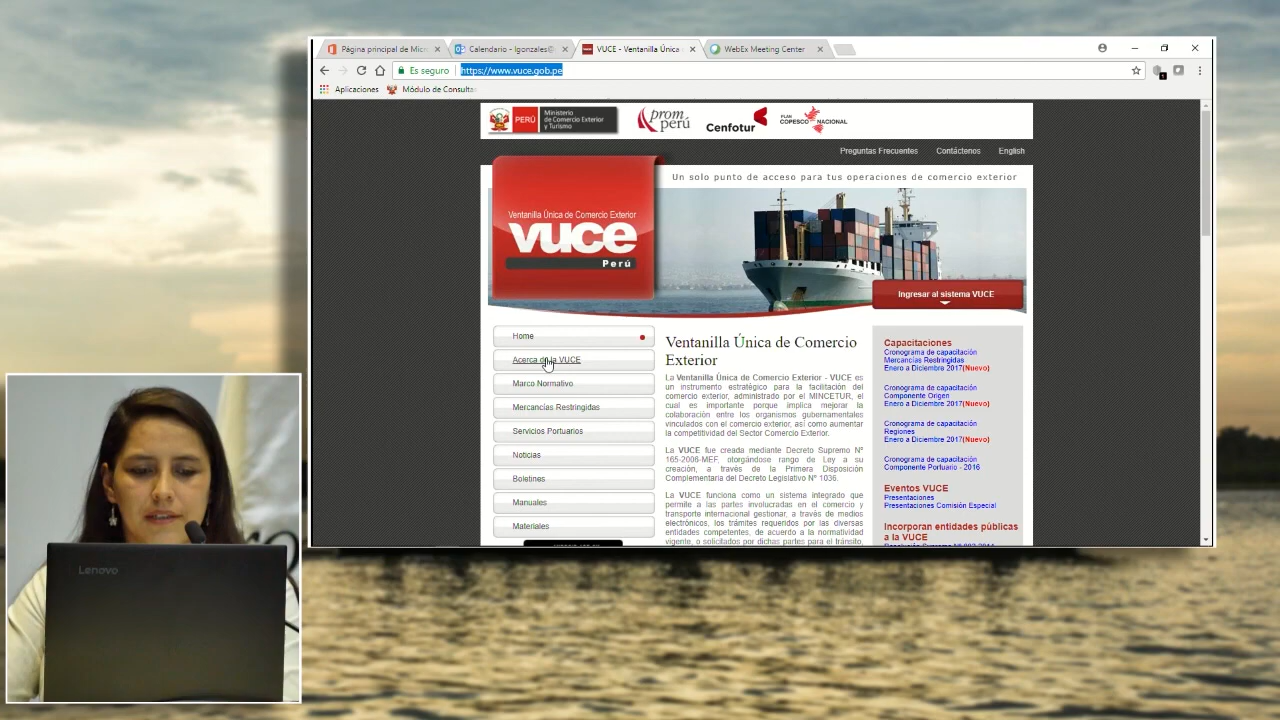 Página principal de Micr
Calendario - lgonzales@
VUCE - Ventanilla Única
WebEx Meeting Center
Es seguro
https://www.vuce.gob.pe
Aplicaciones
Módulo de Consulta
PERÚ
Ministerio
de Comercio Exterior
y Turismo
prom
perú
Cenfotur
PLAN
COPESCO NACIONAL
Preguntas Frecuentes
Contáctenos
English
Un solo punto de acceso para tus operaciones de comercio exterior
Ventanilla Única de Comercio Exterior
vuce
Perú
Ingresar al sistema VUCE
Home
Acerca de la VUCE
Marco Normativo
Mercancías Restringidas
Servicios Portuarios
Noticias
Boletines
Manuales
Materiales
Ventanilla Única de Comercio
Exterior
La Ventanilla Única de Comercio Exterior - VUCE es
un instrumento estratégico para la facilitación del
comercio exterior, administrado por el MINCETUR, el
cual es importante porque implica mejorar la
colaboración entre los organismos gubernamentales
vinculados con el comercio exterior, así como aumentar
la competitividad del Sector Comercio Exterior.
La VUCE fue creada mediante Decreto Supremo Nº
165-2006-MEF, otorgándose rango de Ley a su
creación, a través de la Primera Disposición
Complementaria del Decreto Legislativo Nº 1036.
La VUCE funciona como un sistema integrado que
permite a las partes involucradas en el comercio y
transporte internacional gestionar, a través de medios
electrónicos, los trámites requeridos por las diversas
entidades competentes, de acuerdo a la normatividad
vigente, o solicitados por dichas partes para el tránsito,
Capacitaciones
Cronograma de capacitación
Mercancías Restringidas
Enero a Diciembre 2017(Nuevo)
Cronograma de capacitación
Componente Origen
Enero a Diciembre 2017(Nuevo)
Cronograma de capacitación
Regiones
Enero a Diciembre 2017(Nuevo)
Cronograma de capacitación
Componente Portuario - 2016
Eventos VUCE
Presentaciones
Presentaciones Comisión Especial
Incorporan entidades públicas
a la VUCE
Lenovo